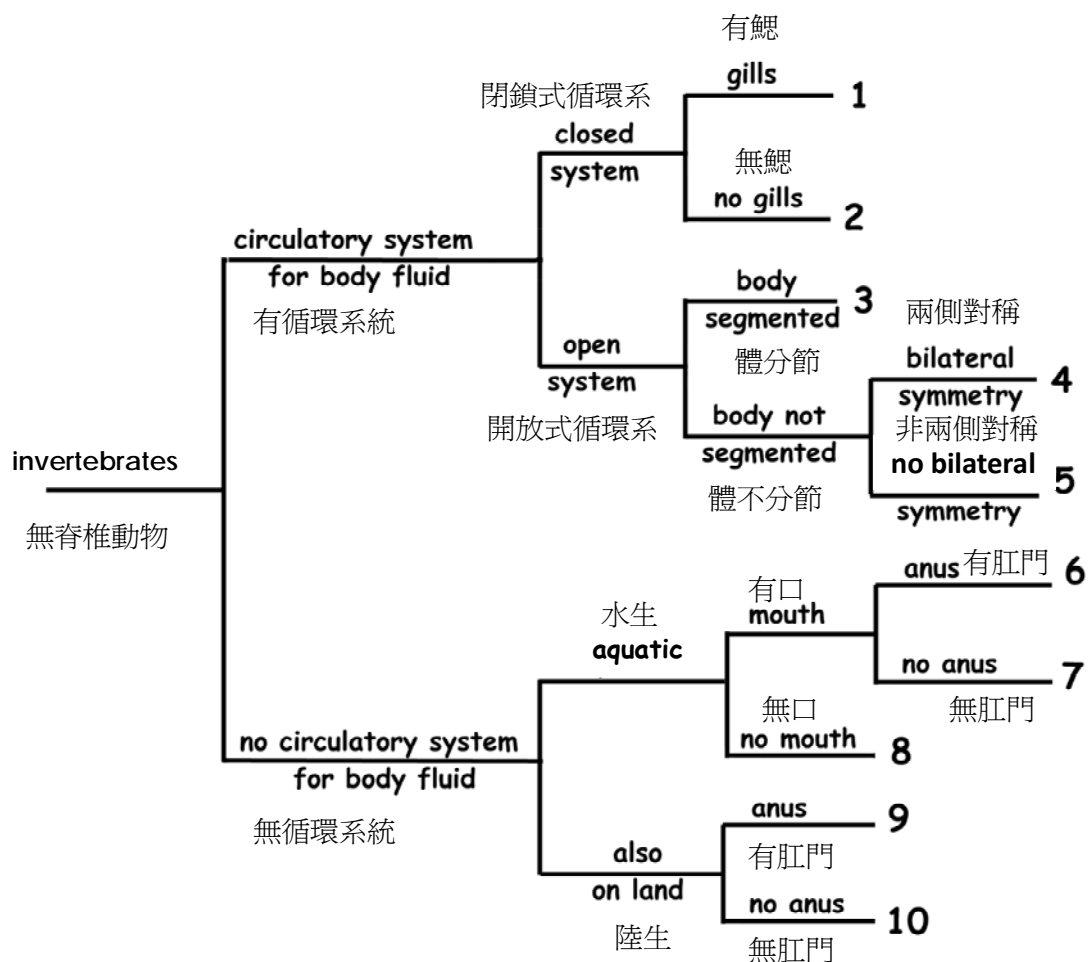 有鰓
gills
1
閉鎖式循環系
closed
system
無鰓
no gills
2
circulatory system
for body fluid
有循環系統
body
segmented
3
體分節
兩側對稱
bilateral
symmetry
4
open
system
開放式循環系
body not
segmented
體不分節
非兩側對稱
no bilateral
symmetry
5
invertebrates
無脊椎動物
anus 有肛門
6
有口
mouth
水生
aquatic
no anus
7
無肛門
無口
no mouth
8
no circulatory system
for body fluid
無循環系統
anus
9
有肛門
also
on land
陸生
no anus
10
無肛門